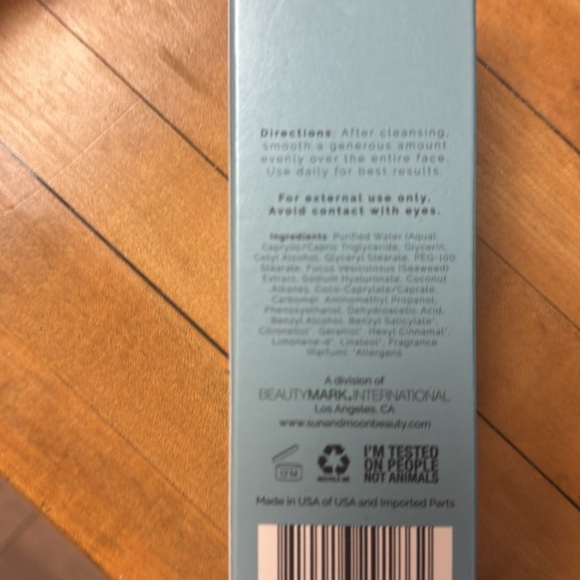 Directions: After cleansing,
smooth a generous amount
evenly over the entire face.
Use daily for best results.
For external use only.
Avoid contact with eyes.
Ingredients: Purified Water (Aqua),
Caprylic/Capric Triglyceride, Glycerin,
Cetyl Alcohol, Glyceryl Stearate, PEG-100
Stearate, Fucus Vesiculosus (Seaweed)
Extract, Sodium Hyaluronate, Coconut
Alkanes, Coco-Caprylate/Caprate,
Carbomer, Aminomethyl Propanol,
Phenoxyethanol, Dehydroacetic Acid,
Benzyl Alcohol, Benzyl Salicylate*,
Citronellol*, Geraniol*, Hexyl Cinnamal*,
Limonene-d*, Linalool*, Fragrance
(Parfum). *Allergens
A division of
BEAUTYMARK, INTERNATIONAL
Los Angeles, CA
www.sunandmoonbeauty.com
12 M
I'M TESTED
ON PEOPLE
NOT ANIMALS
Made in USA of USA and Imported Parts